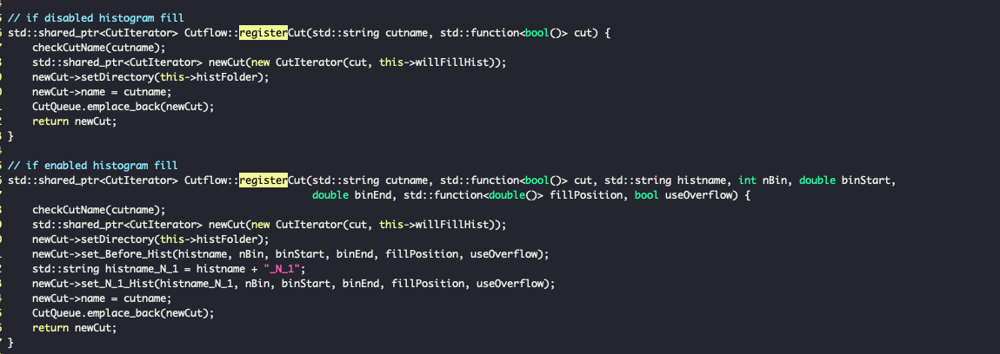 // if disabled histogram fill
std::shared_ptr<CutIterator> Cutflow::registerCut(std::string cutname, std::function<bool()> cut) {
    checkCutName(cutname);
    std::shared_ptr<CutIterator> newCut(new CutIterator(cut, this->willFillHist));
    newCut->setDirectory(this->histFolder);
    newCut->name = cutname;
    CutQueue.emplace_back(newCut);
    return newCut;
}

// if enabled histogram fill
std::shared_ptr<CutIterator> Cutflow::registerCut(std::string cutname, std::function<bool()> cut, std::string histname, int nBin, double binStart,
                                                  double binEnd, std::function<double()> fillPosition, bool useOverflow) {
    checkCutName(cutname);
    std::shared_ptr<CutIterator> newCut(new CutIterator(cut, this->willFillHist));
    newCut->setDirectory(this->histFolder);
    newCut->set_Before_Hist(histname, nBin, binStart, binEnd, fillPosition, useOverflow);
    std::string histname_N_1 = histname + "_N_1";
    newCut->set_N_1_Hist(histname_N_1, nBin, binStart, binEnd, fillPosition, useOverflow);
    newCut->name = cutname;
    CutQueue.emplace_back(newCut);
    return newCut;
}